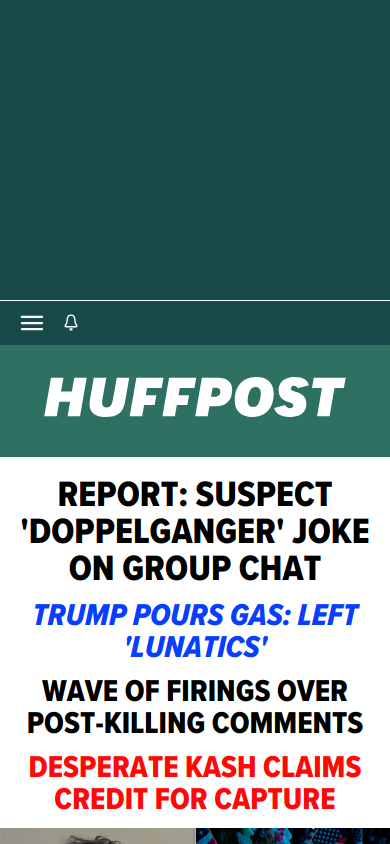 HUFFPOST
REPORT: SUSPECT
'DOPPELGANGER' JOKE
ON GROUP CHAT
TRUMP POURS GAS: LEFT
'LUNATICS'
WAVE OF FIRINGS OVER
POST-KILLING COMMENTS
DESPERATE KASH CLAIMS
CREDIT FOR CAPTURE